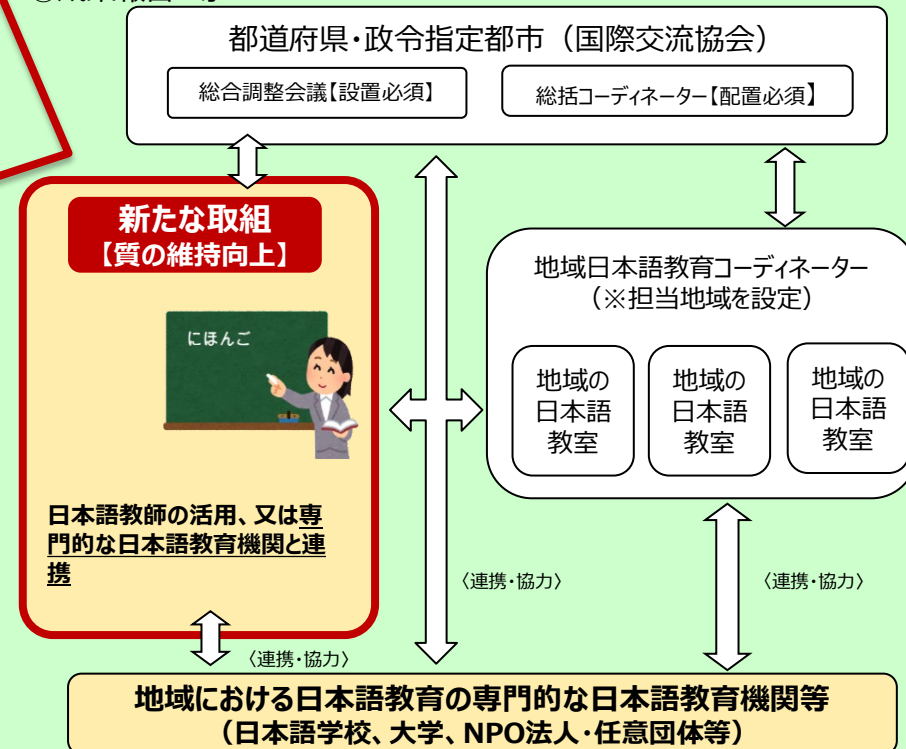 都道府県・政令指定都市（国際交流協会）
総合調整会議【設置必須】
総括コーディネーター【配置必須】
新たな取組
【質の維持向上】
にほんご
日本語教師の活用、又は専
門的な日本語教育機関と連
携
地域日本語教育コーディネーター
（※担当地域を設定）
地域の
日本語
教室
地域の
日本語
教室
地域の
日本語
教室
〈連携・協力〉
〈連携・協力〉
〈連携・協力〉
地域における日本語教育の専門的な日本語教育機関等
（日本語学校、大学、NPO法人・任意団体等）